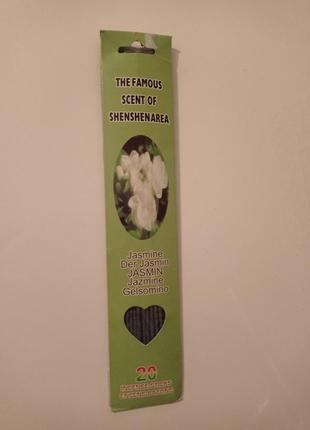 THE FAMOUS
SCENT OF
SHENSHENAREA
Jasmine
Der Jasmin
JASMIN
Jazmine
Gelsomino
20